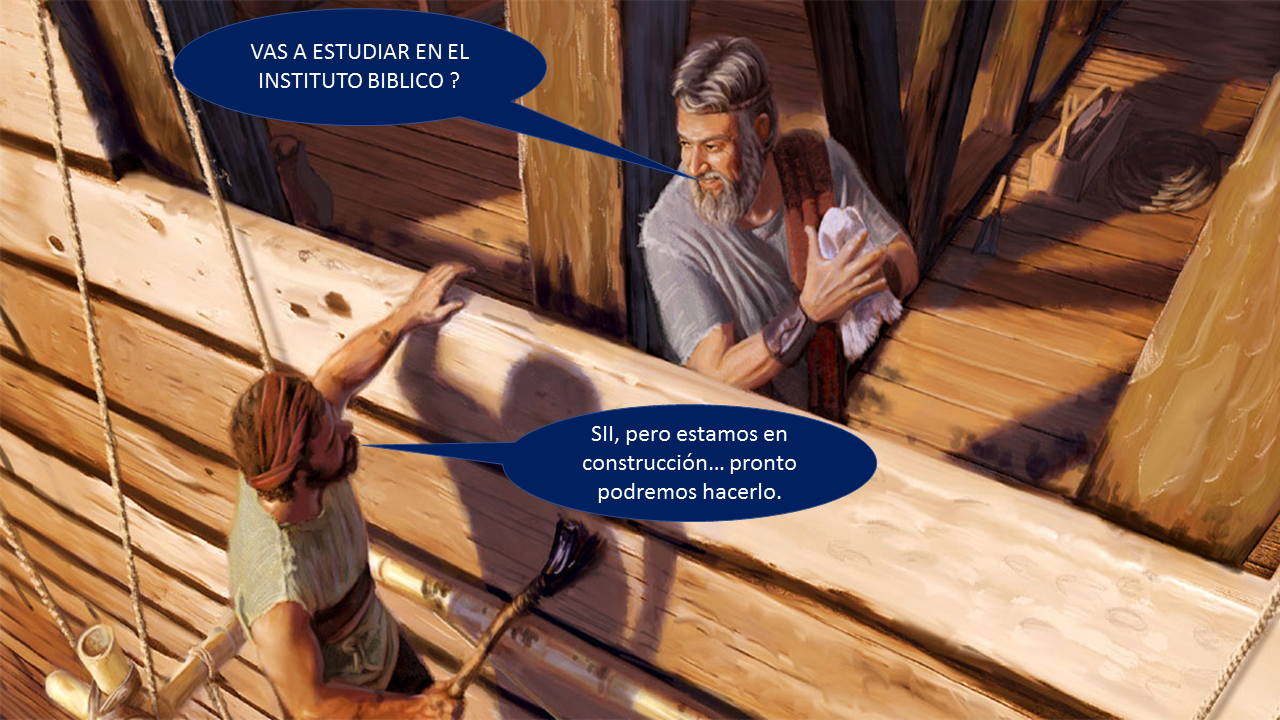 VAS A ESTUDIAR EN EL
INSTITUTO BIBLICO ?
SII, pero estamos en
construcción... pronto
podremos hacerlo.